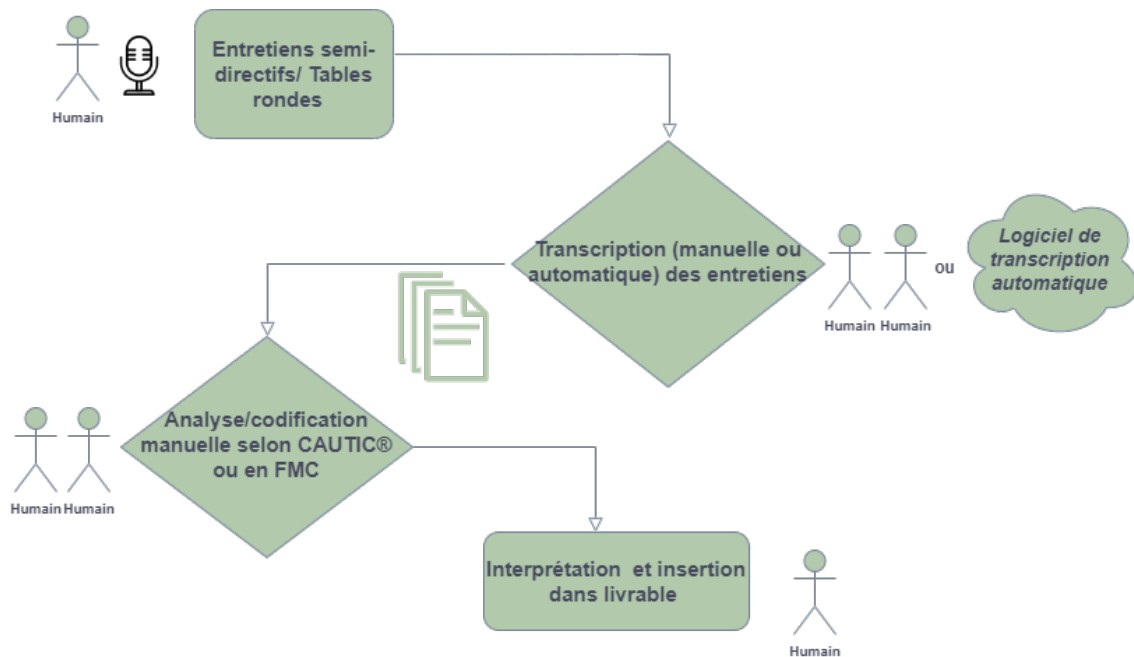 Entretiens semi-
directifs/ Tables
rondes
Humain
Transcription (manuelle ou
automatique) des entretiens
Humain
Humain
ou
Logiciel de
transcription
automatique
Analyse/codification
manuelle selon CAUTIC®
ou en FMC
Humain
Humain
Interprétation et insertion
dans livrable
Humain